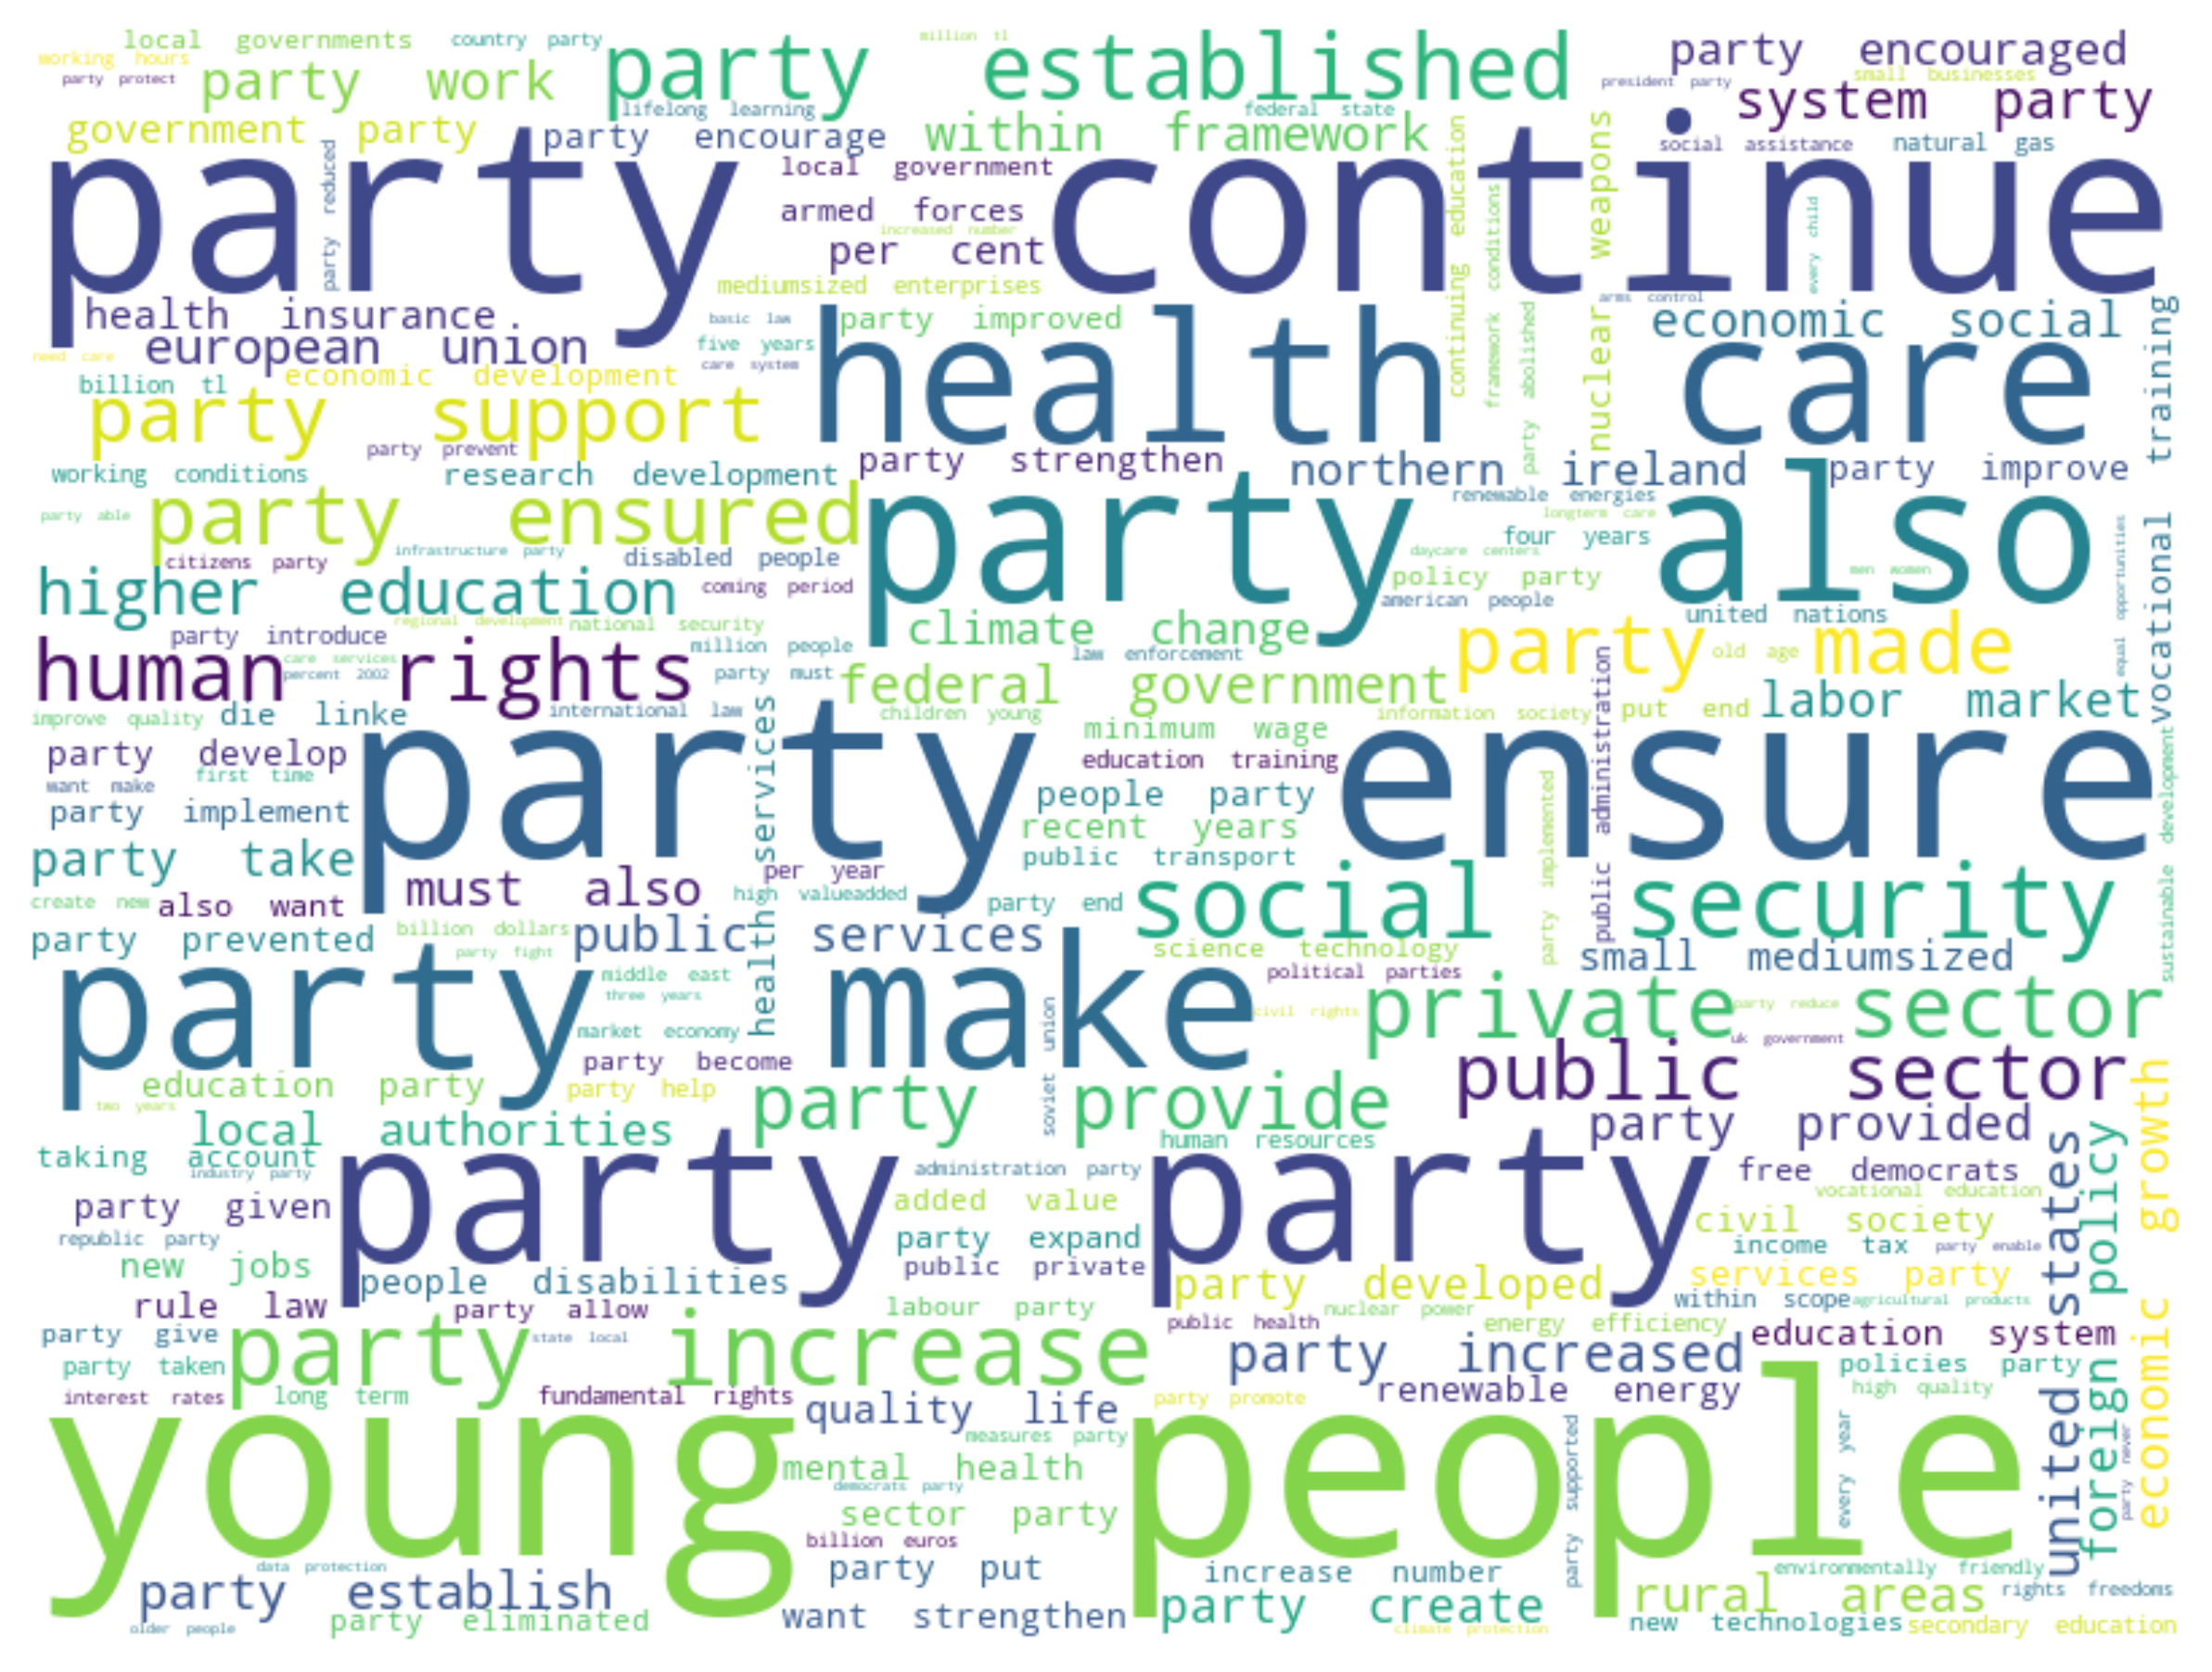 local governments
country party
million tl
working hours
party protect
party work
party established
party encouraged
president party
small businesses
system party
lifelong learning
federal state
government party
party encourage
within framework
social assistance
natural gas
party continue
party reduced
local government
armed forces
increased number
per cent
mediumsized enterprises
continuing education
framework conditions
nuclear weapons
every child
arms control
health insurance
basic law
party improved
economic social
european union
five years
need care
care system
billion tl
economic development
health care
party abolished
vocational training
party support
party prevent
working conditions
research development
party strengthen
northern ireland
party improve
party ensured
party also
party able
renewable energies
longterm care
four years
infrastructure party
citizens party
disabled people
daycare centers
men women
equal opportunities
higher education
coming period
policy party
american people
united nations
regional development
national security
climate change
party made
party introduce
million people
law enforcement
old age
human rights
care services
percent 2002
party must
federal government
improve quality
die linke
international law
children young
information society
put end
labor market
party ensure
minimum wage
party develop
education training
first time
want make
people party
party implement
health services
recent years
party implemented
public administration
sustainable development
party take
public transport
per year
must also
high valueadded
party end
social security
create new
also want
party prevented
billion dollars
public services
party fight
science technology
small mediumsized
party make
middle east
political parties
three years
private sector
party reduce
civil rights
market economy
soviet union
uk government
party become
public sector
education party
party help
two years
party provide
local authorities
party provided
human resources
taking account
industry party
party party
administration party
free democrats
vocational education
party given
added value
civil society
republic party
party expand
income tax
party enable
new jobs
public private
people disabilities
party developed
services party
rule law
party allow
labour party
within scope
agricultural products
nuclear power
public health
energy efficiency
party give
state local
party increase
party increased
education system
party taken
policies party
united states
foreign policy
economic growth
interest rates
long term
fundamental rights
party promote
renewable energy
high quality
young people
quality life
measures party
party supported
every year
party never
mental health
democrats party
sector party
billion euros
data protection
party put
increase number
environmentally friendly
party establish
rural areas
rights freedoms
party eliminated
want strengthen
party create
older people
climate protection
new technologies
secondary education